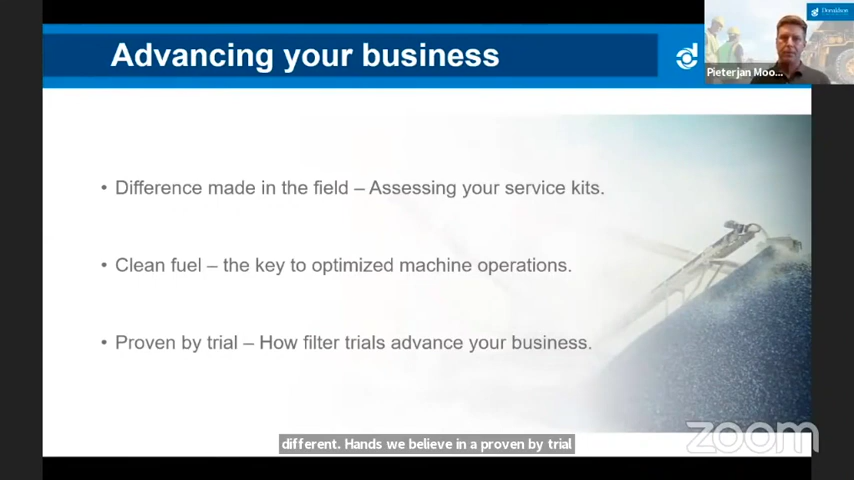 Advancing your business
Donaldson
Pieterjan Moo...
• Difference made in the field – Assessing your service kits.
• Clean fuel – the key to optimized machine operations.
• Proven by trial – How filter trials advance your business.
different. Hands we believe in a proven by trial
zoom